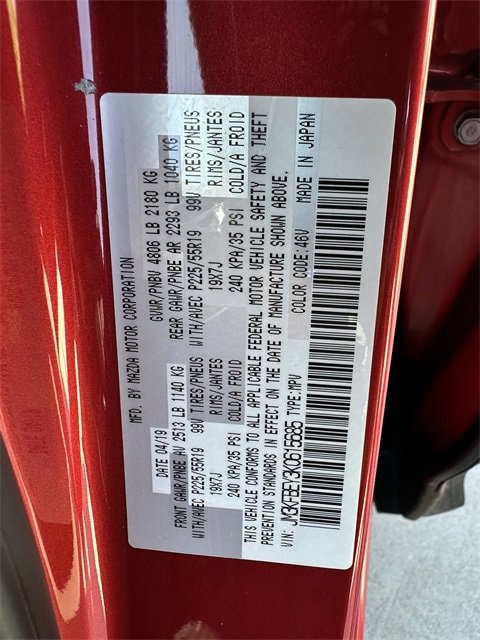 MFD. BY MAZDA MOTOR CORPORATION
DATE 04/19 GVWR/PNBV 4806 LB 2180 KG
FRONT GAWR/PNBE AV 2513 LB 1140 KG REAR GAWR/PNBE AR 2293 LB 1040 KG
WITH/AVEC P225/55R19 99V TIRES/PNEUS WITH/AVEC P225/55R19 99V TIRES/PNEUS
19X7J RIMS/JANTES 19X7J RIMS/JANTES
240 KPA/35 PSI COLD/A FROID 240 KPA/35 PSI COLD/A FROID
THIS VEHICLE CONFORMS TO ALL APPLICABLE FEDERAL MOTOR VEHICLE SAFETY AND THEFT
PREVENTION STANDARDS IN EFFECT ON THE DATE OF MANUFACTURE SHOWN ABOVE.
VIN: JM3KFBEY3K0615685 TYPE:MPV COLOR CODE:46V MADE IN JAPAN